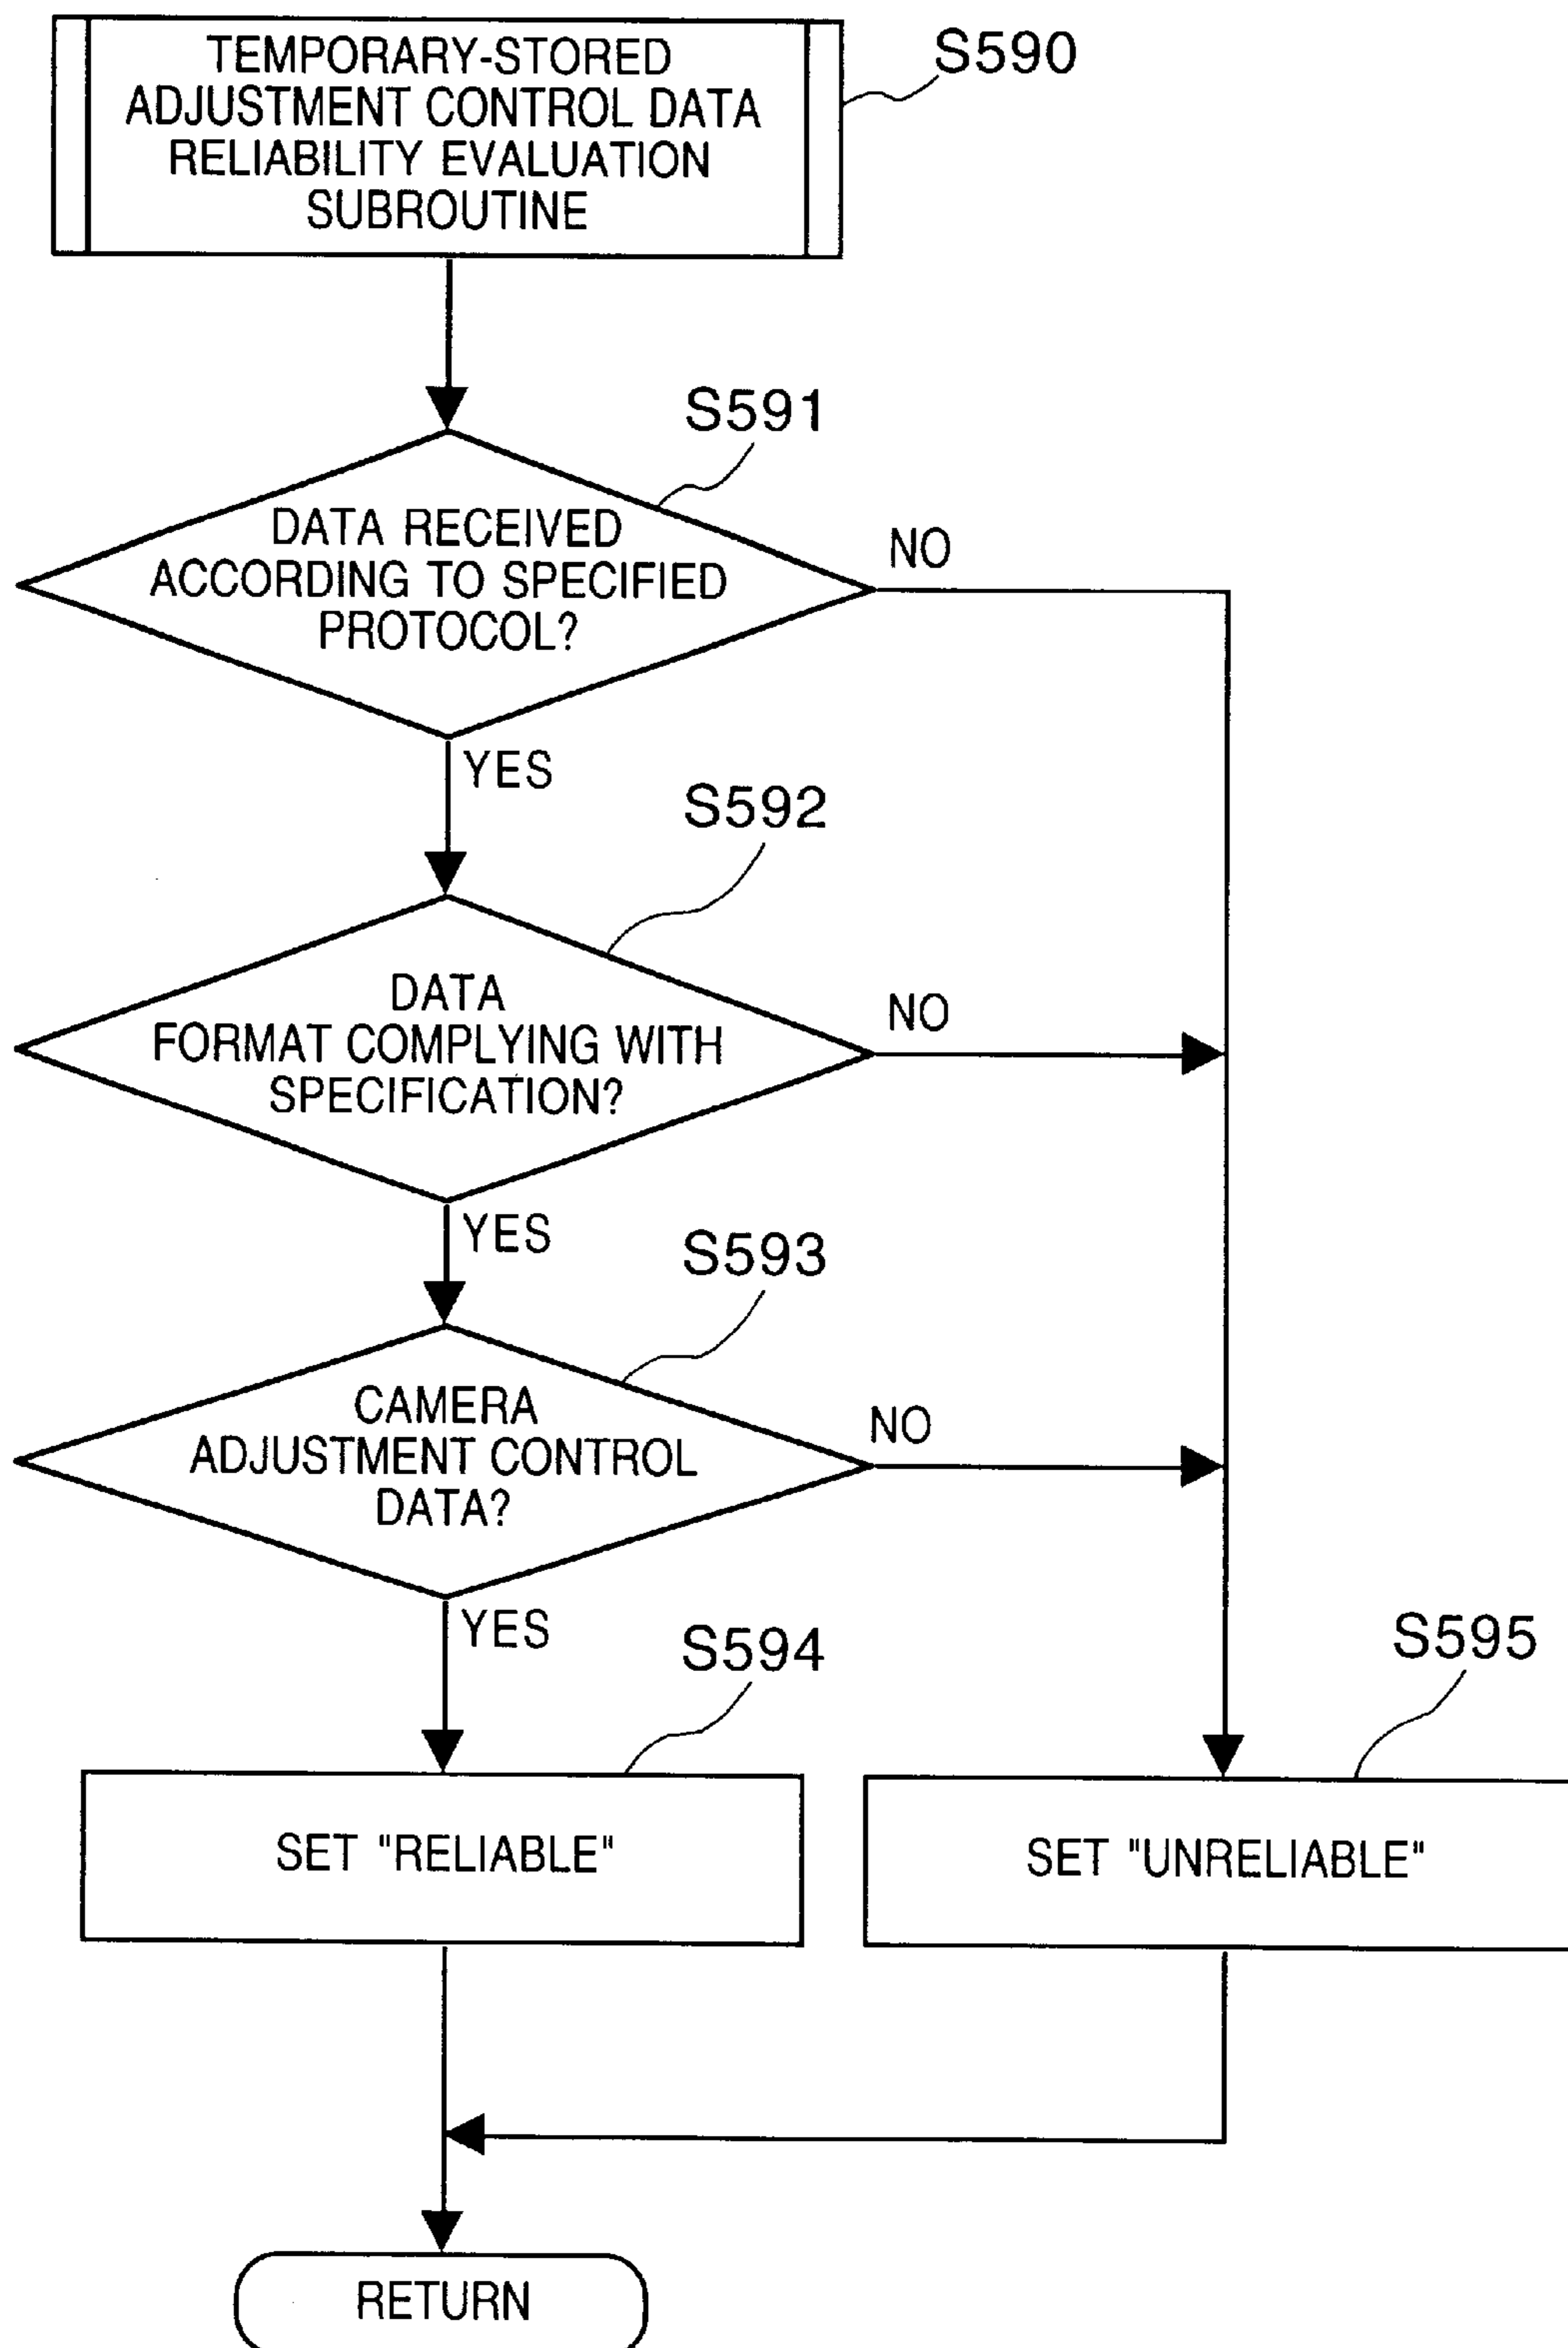 TEMPORARY-STORED
ADJUSTMENT CONTROL DATA
RELIABILITY EVALUATION
SUBROUTINE
S590
S591
DATA RECEIVED
ACCORDING TO SPECIFIED
PROTOCOL?
NO
YES
S592
DATA
FORMAT COMPLYING WITH
SPECIFICATION?
NO
YES
S593
CAMERA
ADJUSTMENT CONTROL
DATA?
NO
YES
S594
SET "RELIABLE"
S595
SET "UNRELIABLE"
RETURN